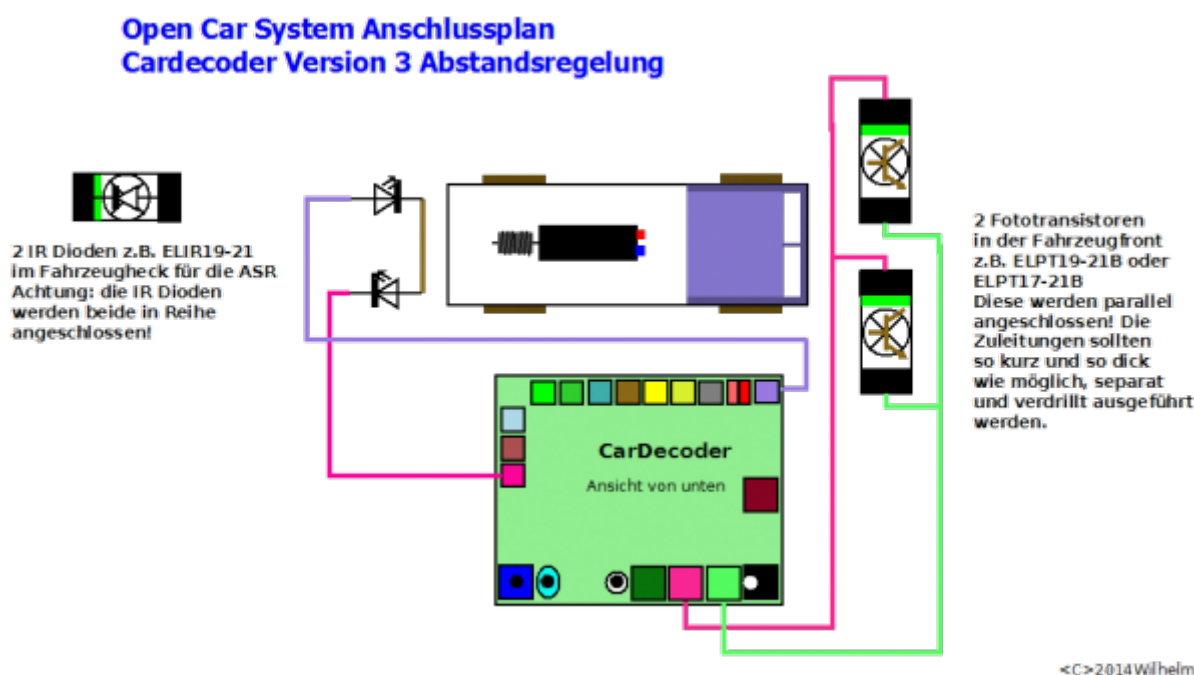 Open Car System Anschlussplan
Cardecoder Version 3 Abstandsregelung
2 IR Dioden z.B. ELIR19-21
im Fahrzeugheck für die ASR
Achtung: die IR Dioden
werden beide in Reihe
angeschlossen!
2 Fototransistoren
in der Fahrzeugfront
z.B. ELPT19-21B oder
ELPT17-21B
Diese werden parallel
angeschlossen! Die
Zuleitungen sollten
so kurz und so dick
wie möglich, separat
und verdrillt ausgeführt
werden.
CarDecoder
Ansicht von unten
<C>2014Wilhelm